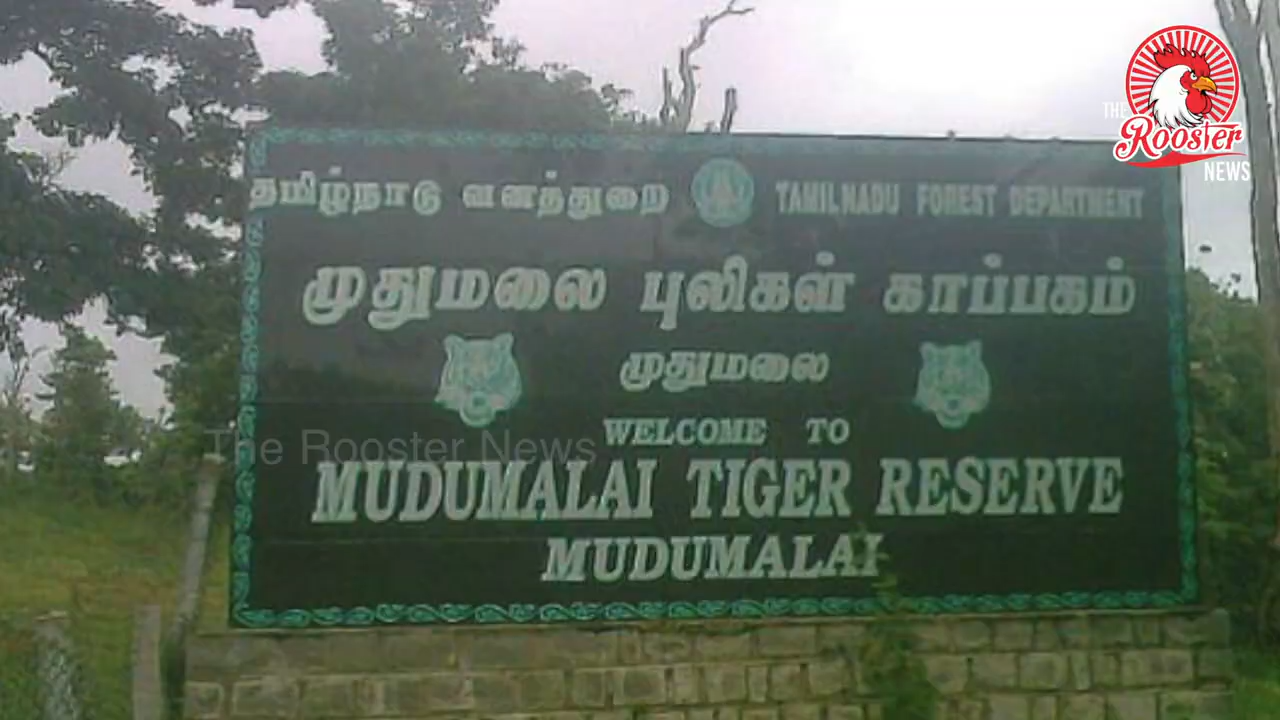 THE
Rooster
NEWS
தமிழ்நாடு வனத்துறை TAMILNADU FOREST DEPARTMENT
முதுமலை புலிகள் காப்பகம்
முதுமலை
WELCOME TO
The Rooster News
MUDUMALAI TIGER RESERVE
MUDUMALAI